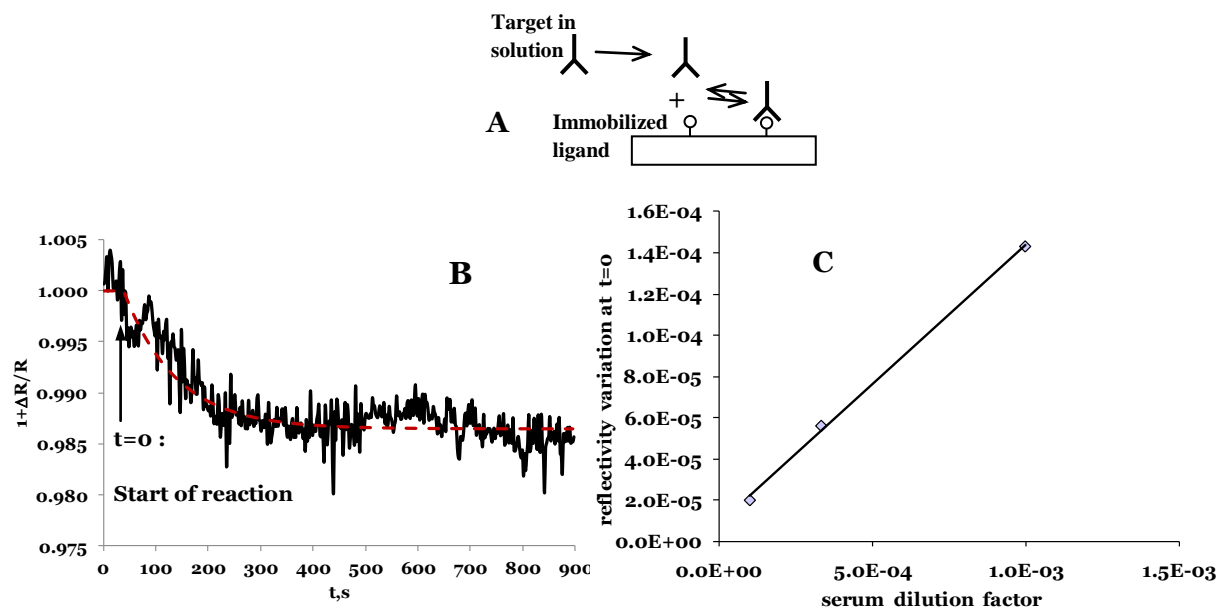 Target in
solution
+
A
Immobilized
ligand
B
1.005
1.000
0.995
0.990
0.985
0.980
0.975
1+ΔR/R
t=0 :
Start of reaction
0 100 200 300 400 500 600 700 800 900
t,s
C
1.6E-04
1.4E-04
1.2E-04
1.0E-04
8.0E-05
6.0E-05
4.0E-05
2.0E-05
0.0E+00
reflectivity variation at t=0
0.0E+00 5.0E-04 1.0E-03 1.5E-03
serum dilution factor